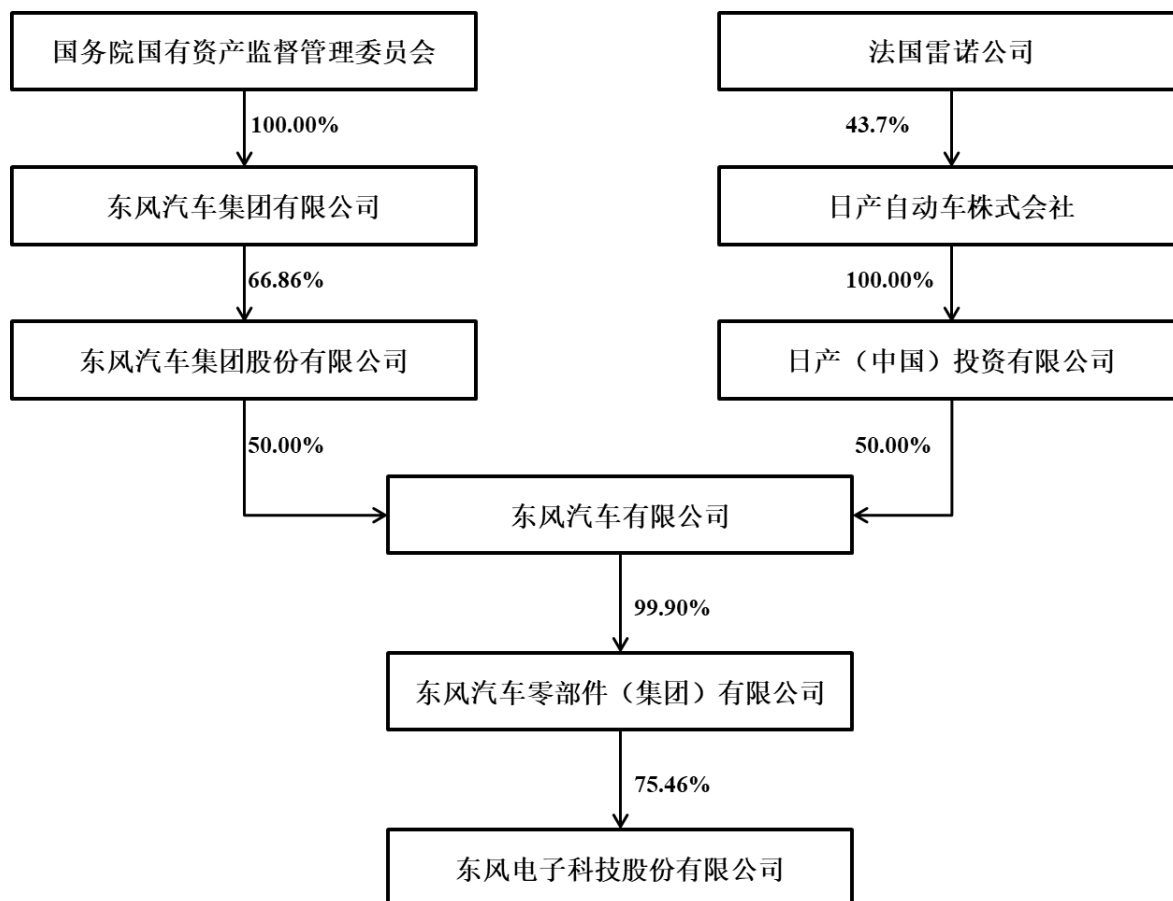 国务院国有资产监督管理委员会
法国雷诺公司
100.00%
43.7%
东风汽车集团有限公司
日产自动车株式会社
66.86%
100.00%
东风汽车集团股份有限公司
日产（中国）投资有限公司
50.00%
50.00%
东风汽车有限公司
99.90%
东风汽车零部件（集团）有限公司
75.46%
东风电子科技股份有限公司